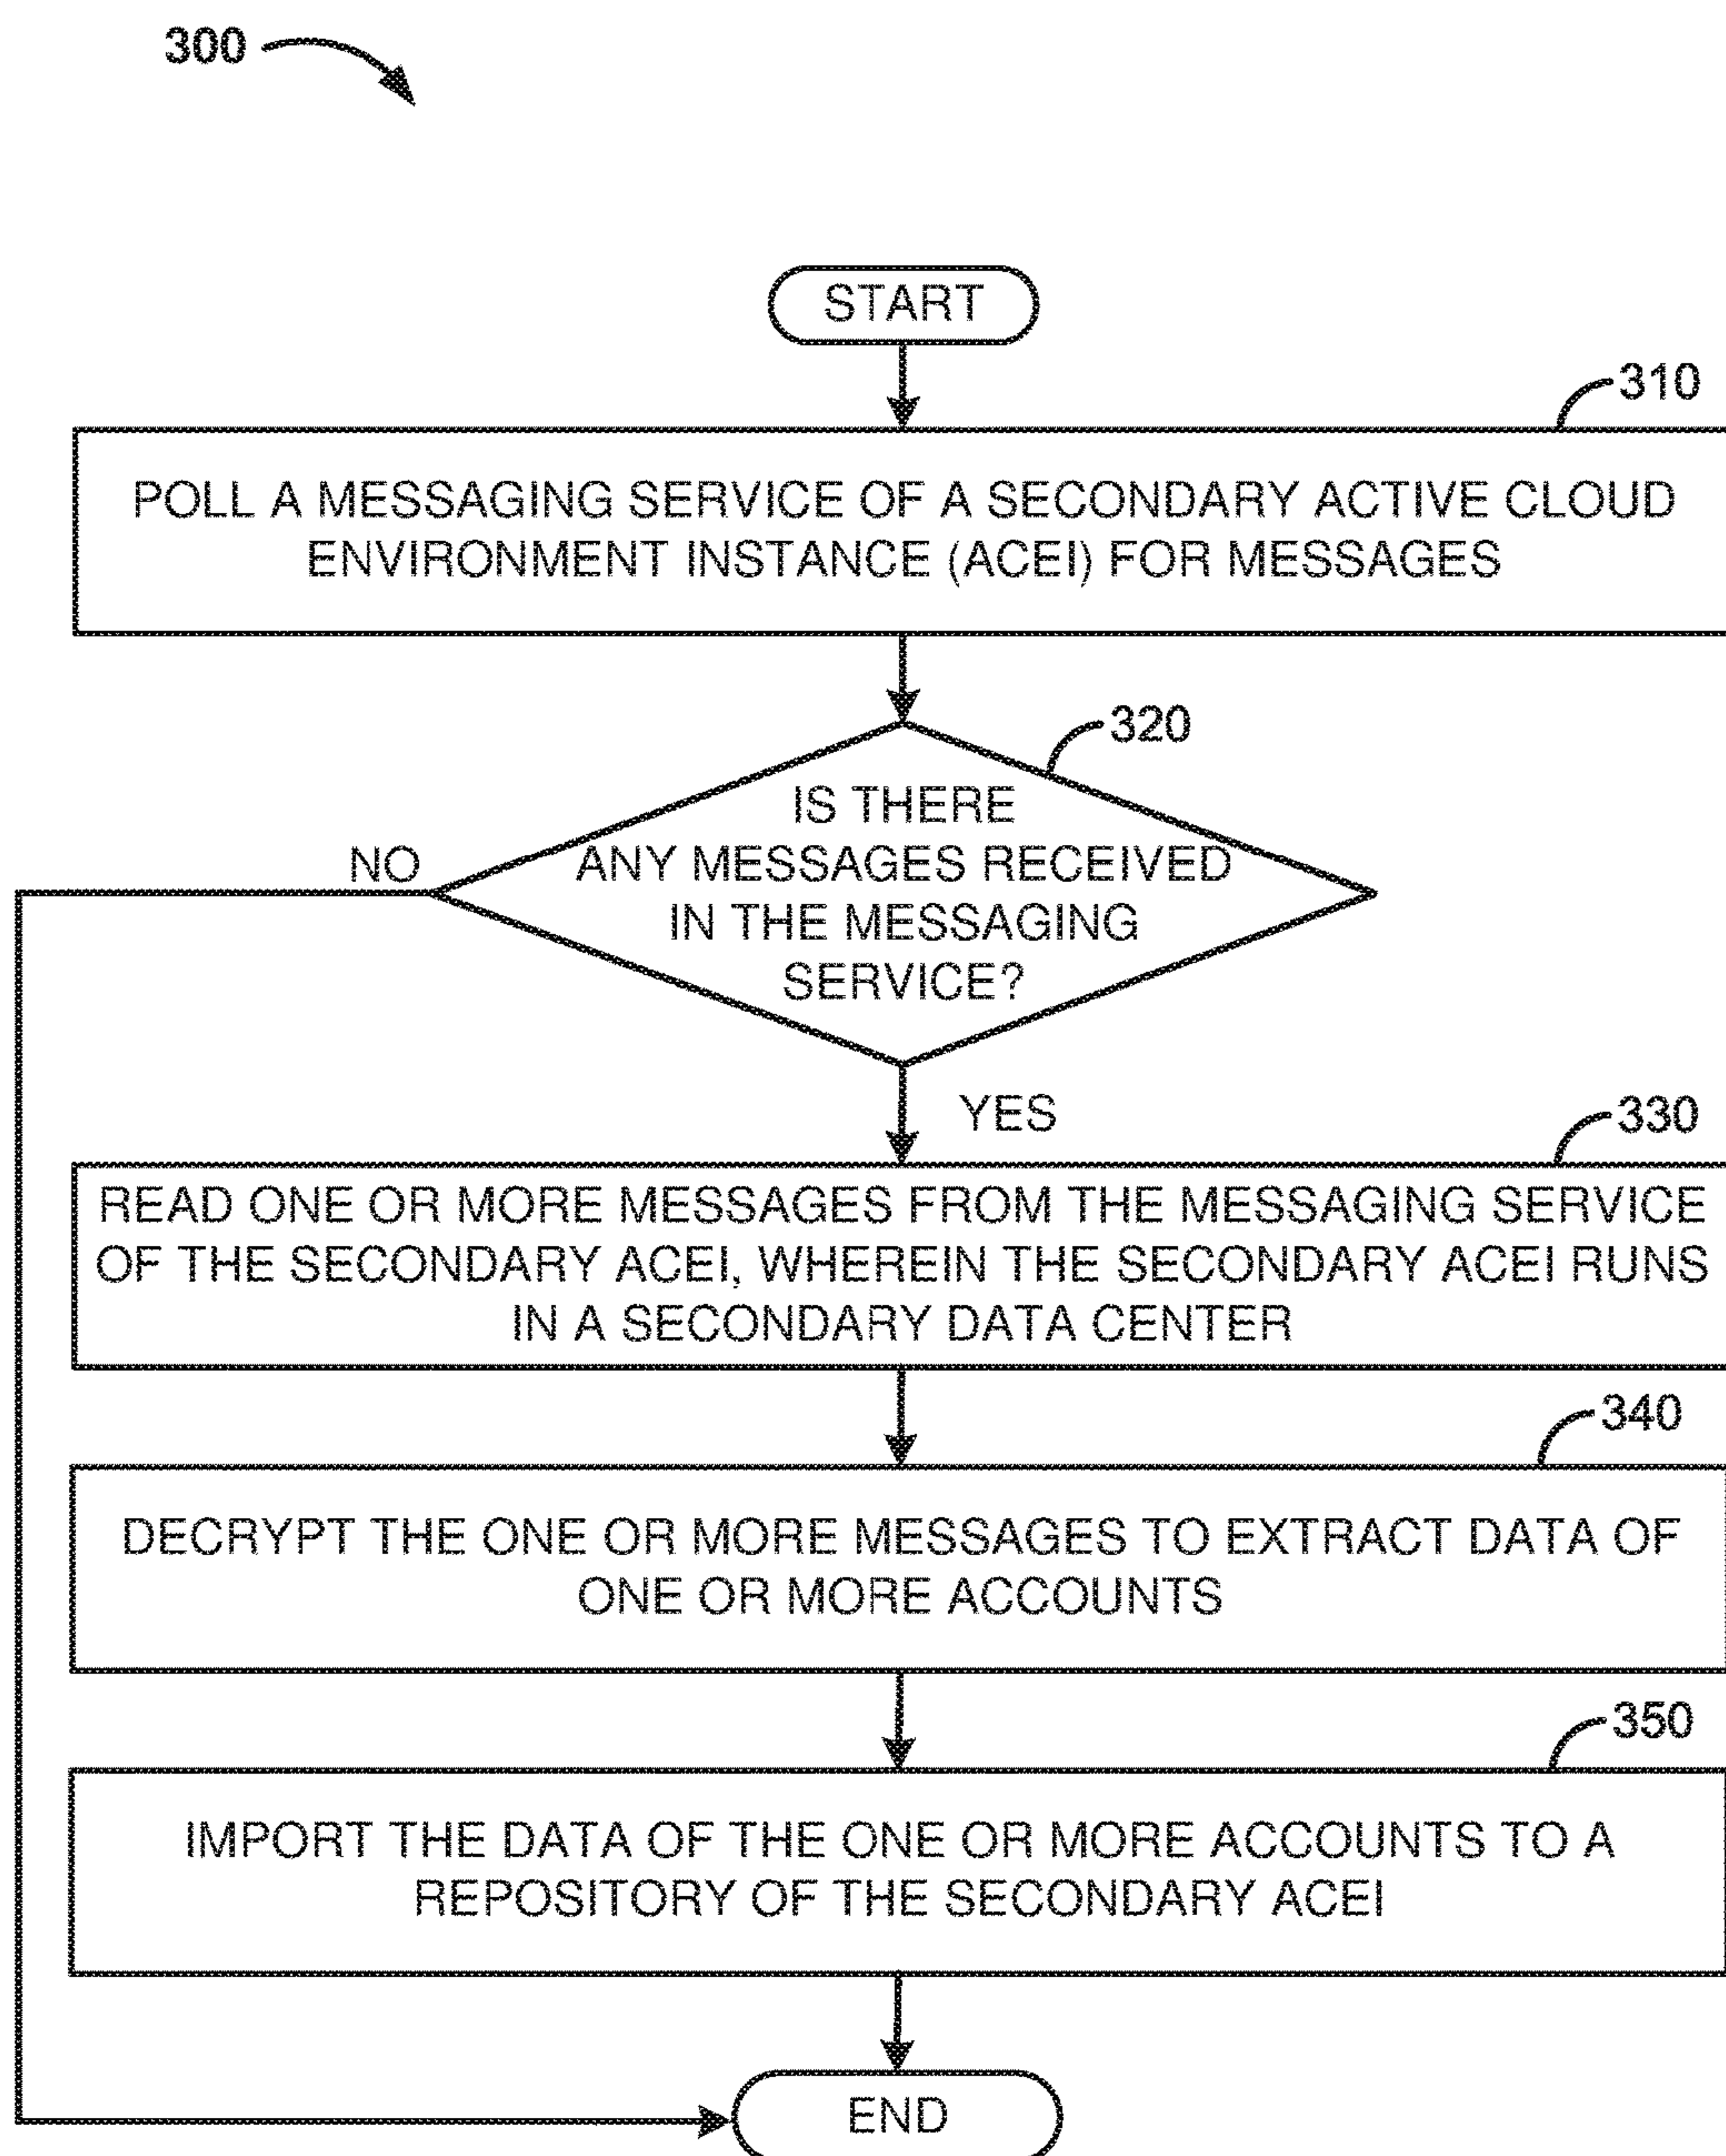 300
START
310
POLL A MESSAGING SERVICE OF A SECONDARY ACTIVE CLOUD
ENVIRONMENT INSTANCE (ACEI) FOR MESSAGES
320
IS THERE
ANY MESSAGES RECEIVED
IN THE MESSAGING
SERVICE?
NO
YES
330
READ ONE OR MORE MESSAGES FROM THE MESSAGING SERVICE
OF THE SECONDARY ACEI, WHEREIN THE SECONDARY ACEI RUNS
IN A SECONDARY DATA CENTER
340
DECRYPT THE ONE OR MORE MESSAGES TO EXTRACT DATA OF
ONE OR MORE ACCOUNTS
350
IMPORT THE DATA OF THE ONE OR MORE ACCOUNTS TO A
REPOSITORY OF THE SECONDARY ACEI
END